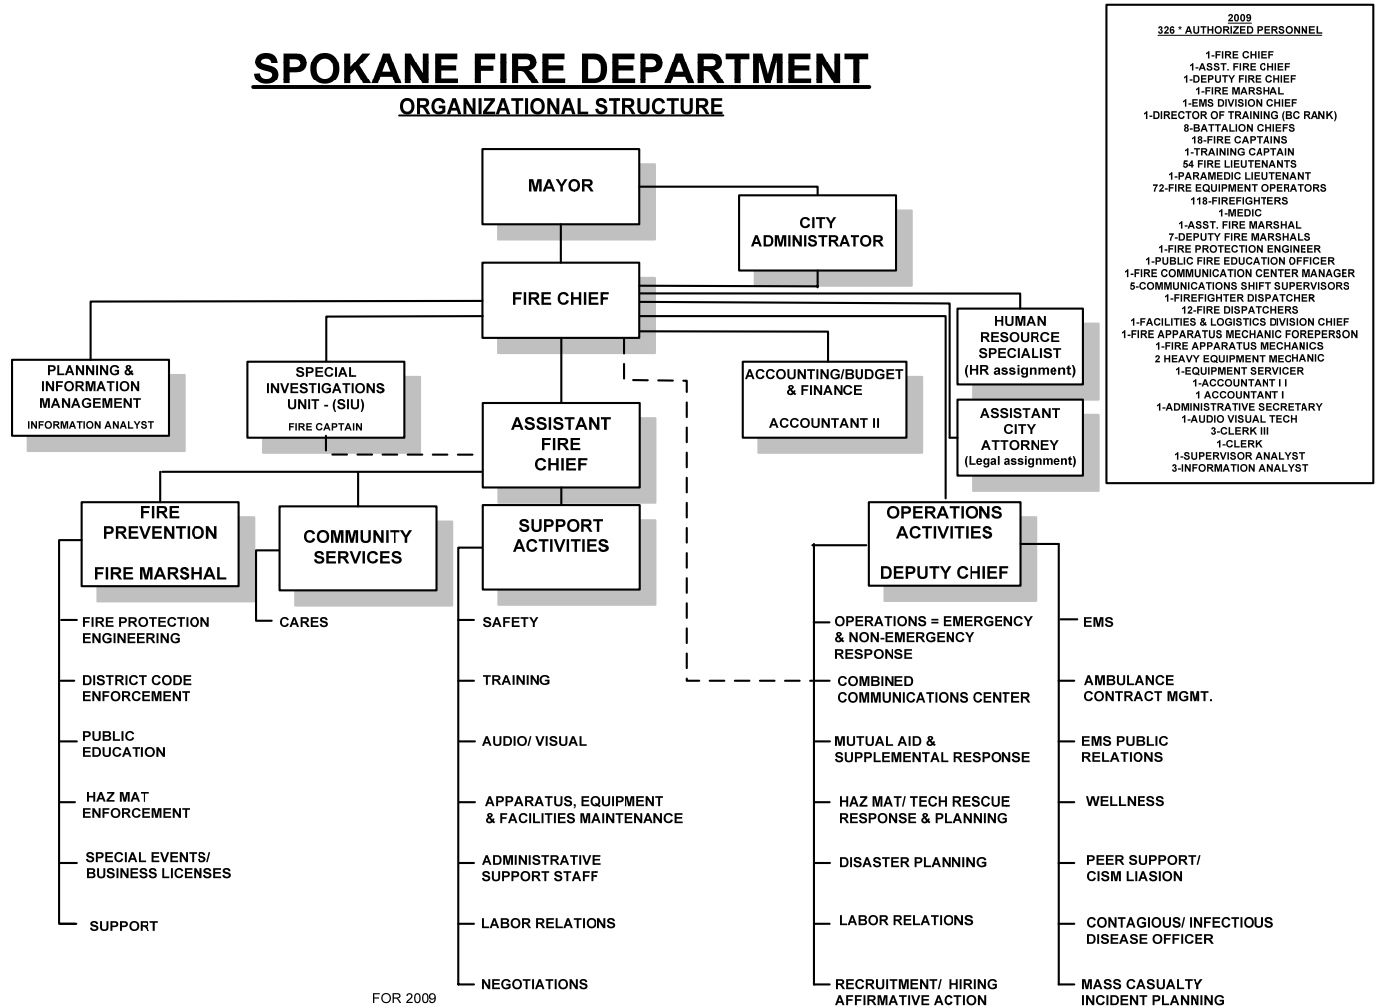 SPOKANE FIRE DEPARTMENT
ORGANIZATIONAL STRUCTURE
2009
326 * AUTHORIZED PERSONNEL
1-FIRE CHIEF
1-ASST. FIRE CHIEF
1-DEPUTY FIRE CHIEF
1-FIRE MARSHAL
1-EMS DIVISION CHIEF
1-DIRECTOR OF TRAINING (BC RANK)
8-BATTALION CHIEFS
18-FIRE CAPTAINS
1-TRAINING CAPTAIN
54 FIRE LIEUTENANTS
1-PARAMEDIC LIEUTENANT
72-FIRE EQUIPMENT OPERATORS
118-FIREFIGHTERS
1-MEDIC
1-ASST. FIRE MARSHAL
7-DEPUTY FIRE MARSHALS
1-FIRE PROTECTION ENGINEER
1-PUBLIC FIRE EDUCATION OFFICER
1-FIRE COMMUNICATION CENTER MANAGER
5-COMMUNICATIONS SHIFT SUPERVISORS
1-FIREFIGHTER DISPATCHER
12-FIRE DISPATCHERS
1-FACILITIES & LOGISTICS DIVISION CHIEF
1-FIRE APPARATUS MECHANIC FOREPERSON
1-FIRE APPARATUS MECHANICS
2 HEAVY EQUIPMENT MECHANIC
1-EQUIPMENT SERVICER
1-ACCOUNTANT I I
1 ACCOUNTANT I
1-ADMINISTRATIVE SECRETARY
1-AUDIO VISUAL TECH
3-CLERK III
1-CLERK
1-SUPERVISOR ANALYST
3-INFORMATION ANALYST
MAYOR
CITY
ADMINISTRATOR
FIRE CHIEF
PLANNING &
INFORMATION
MANAGEMENT
INFORMATION ANALYST
SPECIAL
INVESTIGATIONS
UNIT - (SIU)
FIRE CAPTAIN
ASSISTANT
FIRE
CHIEF
ACCOUNTING/BUDGET
& FINANCE
ACCOUNTANT II
HUMAN
RESOURCE
SPECIALIST
(HR assignment)
ASSISTANT
CITY
ATTORNEY
(Legal assignment)
FIRE
PREVENTION
FIRE MARSHAL
COMMUNITY
SERVICES
SUPPORT
ACTIVITIES
OPERATIONS
ACTIVITIES
DEPUTY CHIEF
FIRE PROTECTION
ENGINEERING
DISTRICT CODE
ENFORCEMENT
PUBLIC
EDUCATION
HAZ MAT
ENFORCEMENT
SPECIAL EVENTS/
BUSINESS LICENSES
SUPPORT
CARES
SAFETY
TRAINING
AUDIO/ VISUAL
APPARATUS, EQUIPMENT
& FACILITIES MAINTENANCE
ADMINISTRATIVE
SUPPORT STAFF
LABOR RELATIONS
NEGOTIATIONS
OPERATIONS = EMERGENCY
& NON-EMERGENCY
RESPONSE
COMBINED
COMMUNICATIONS CENTER
MUTUAL AID &
SUPPLEMENTAL RESPONSE
HAZ MAT/ TECH RESCUE
RESPONSE & PLANNING
DISASTER PLANNING
LABOR RELATIONS
RECRUITMENT/ HIRING
AFFIRMATIVE ACTION
EMS
AMBULANCE
CONTRACT MGMT.
EMS PUBLIC
RELATIONS
WELLNESS
PEER SUPPORT/
CISM LIASION
CONTAGIOUS/ INFECTIOUS
DISEASE OFFICER
MASS CASUALTY
INCIDENT PLANNING
FOR 2009